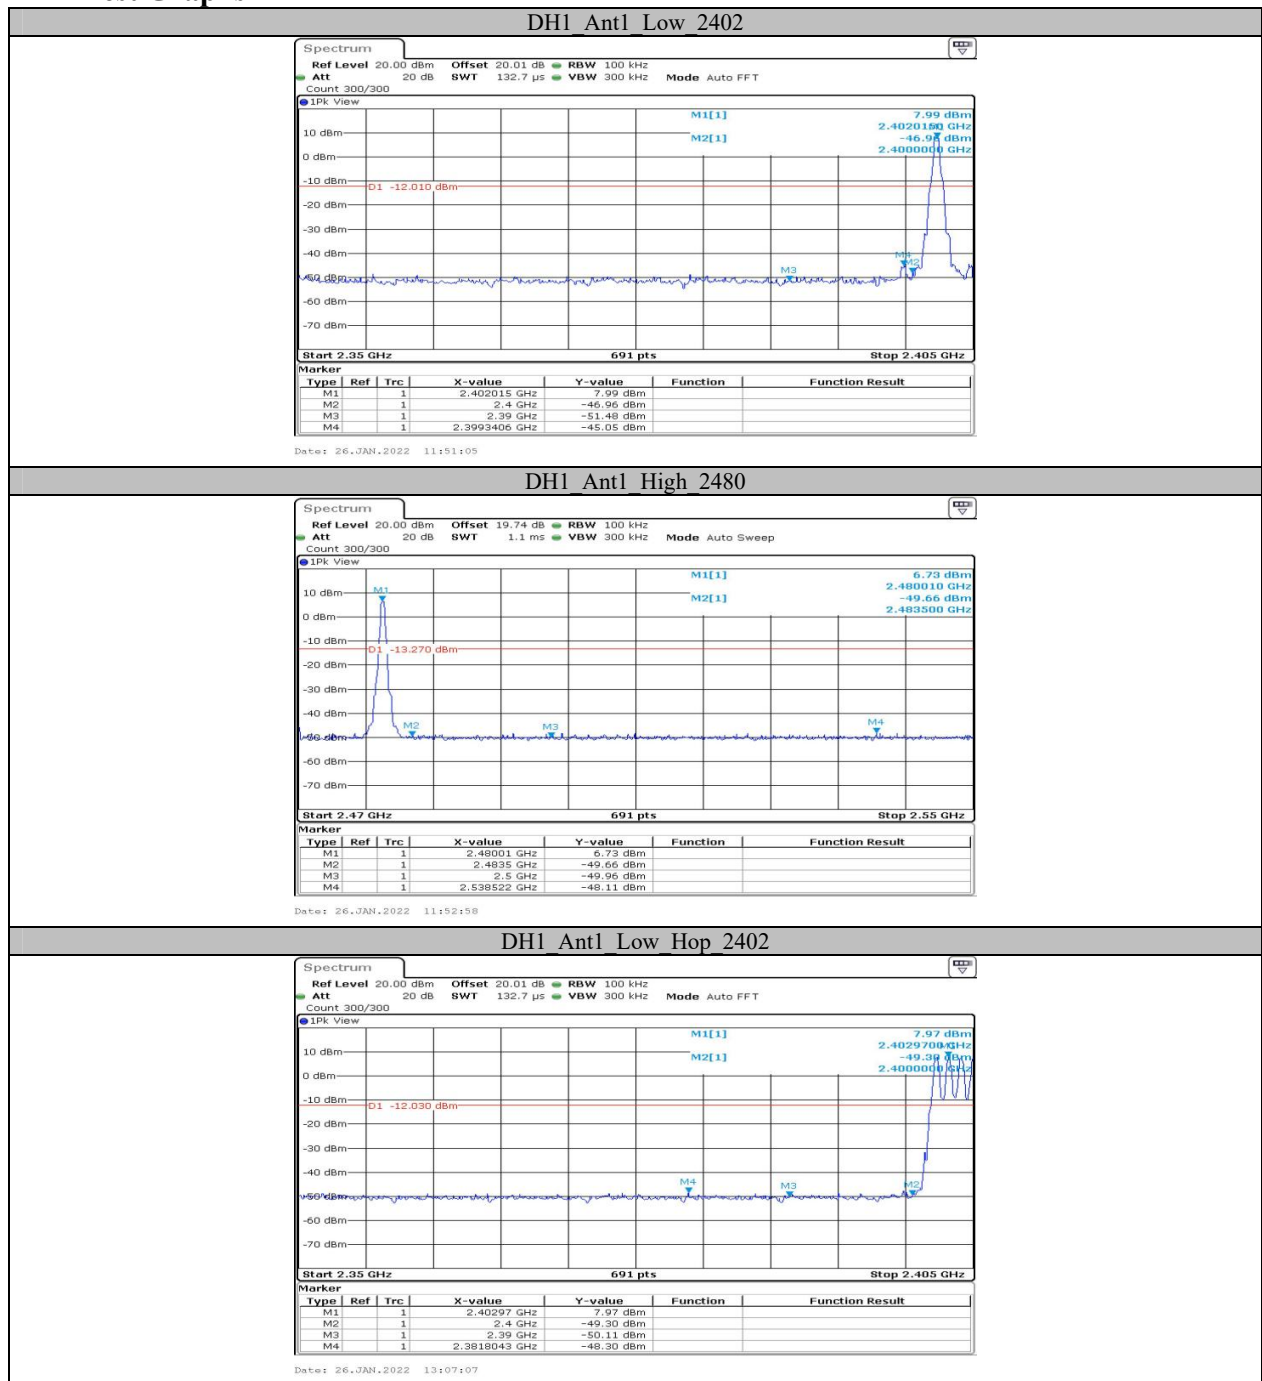 DH1_Ant1_Low_2402
Spectrum
Ref Level 20.00 dBm Offset 20.01 dB RBW 100 kHz
Att 20 dB SWT 132.7 µs VBW 300 kHz Mode Auto FFT
Count 300/300
1Pk View
M1[1] 7.99 dBm
2.4020150 GHz
10 dBm
M2[1] -46.96 dBm
2.4000000 GHz
0 dBm
-10 dBm
D1 -12.010 dBm
-20 dBm
-30 dBm
-40 dBm
M4
M2
M3
-50 dBm
-60 dBm
-70 dBm
Start 2.35 GHz 691 pts Stop 2.405 GHz
Marker
Type Ref Trc X-value Y-value Function Function Result
M1 1 2.402015 GHz 7.99 dBm
M2 1 2.4 GHz -46.96 dBm
M3 1 2.39 GHz -51.48 dBm
M4 1 2.3993406 GHz -45.05 dBm
Date: 26.JAN.2022 11:51:05
DH1_Ant1_High_2480
Spectrum
Ref Level 20.00 dBm Offset 19.74 dB RBW 100 kHz
Att 20 dB SWT 1.1 ms VBW 300 kHz Mode Auto Sweep
Count 300/300
1Pk View
M1[1] 6.73 dBm
2.480010 GHz
10 dBm
M1
M2[1] -49.66 dBm
2.483500 GHz
0 dBm
-10 dBm
D1 -13.270 dBm
-20 dBm
-30 dBm
-40 dBm
M2 M3 M4
-50 dBm
-60 dBm
-70 dBm
Start 2.47 GHz 691 pts Stop 2.55 GHz
Marker
Type Ref Trc X-value Y-value Function Function Result
M1 1 2.48001 GHz 6.73 dBm
M2 1 2.4835 GHz -49.66 dBm
M3 1 2.5 GHz -49.96 dBm
M4 1 2.538522 GHz -48.11 dBm
Date: 26.JAN.2022 11:52:58
DH1_Ant1_Low_Hop_2402
Spectrum
Ref Level 20.00 dBm Offset 20.01 dB RBW 100 kHz
Att 20 dB SWT 132.7 µs VBW 300 kHz Mode Auto FFT
Count 300/300
1Pk View
M1[1] 7.97 dBm
2.4029700 GHz
10 dBm
M2[1] -49.30 dBm
2.4000000 GHz
0 dBm
-10 dBm
D1 -12.030 dBm
-20 dBm
-30 dBm
-40 dBm
M4 M3 M2
-50 dBm
-60 dBm
-70 dBm
Start 2.35 GHz 691 pts Stop 2.405 GHz
Marker
Type Ref Trc X-value Y-value Function Function Result
M1 1 2.40297 GHz 7.97 dBm
M2 1 2.4 GHz -49.30 dBm
M3 1 2.39 GHz -50.11 dBm
M4 1 2.3818043 GHz -48.30 dBm
Date: 26.JAN.2022 13:07:07